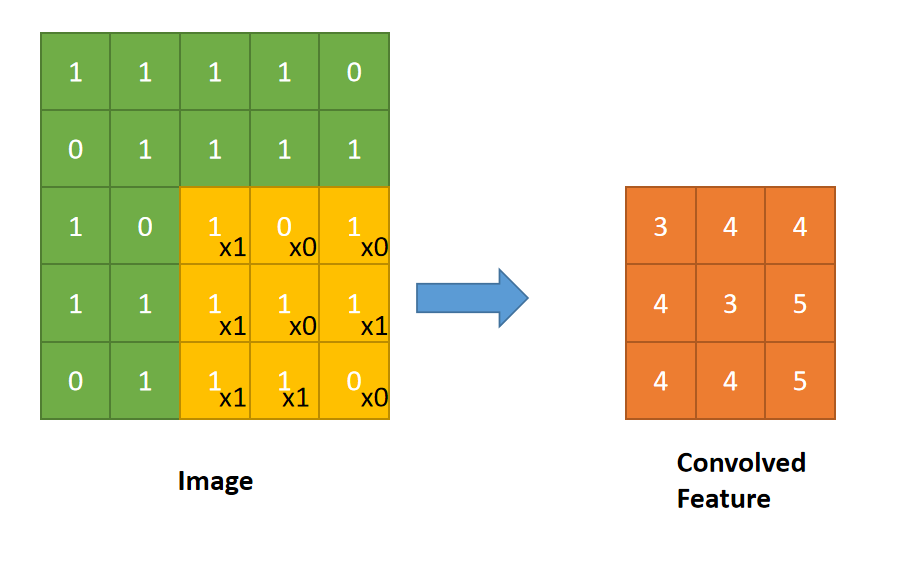 1 1 1 1 0
0 1 1 1 1
1 0 1 0 1
x1 x0 x0
1 1 1 1 1
x1 x0 x1
0 1 1 1 0
x1 x1 x0
3 4 4
4 3 5
4 4 5
Image
Convolved
Feature